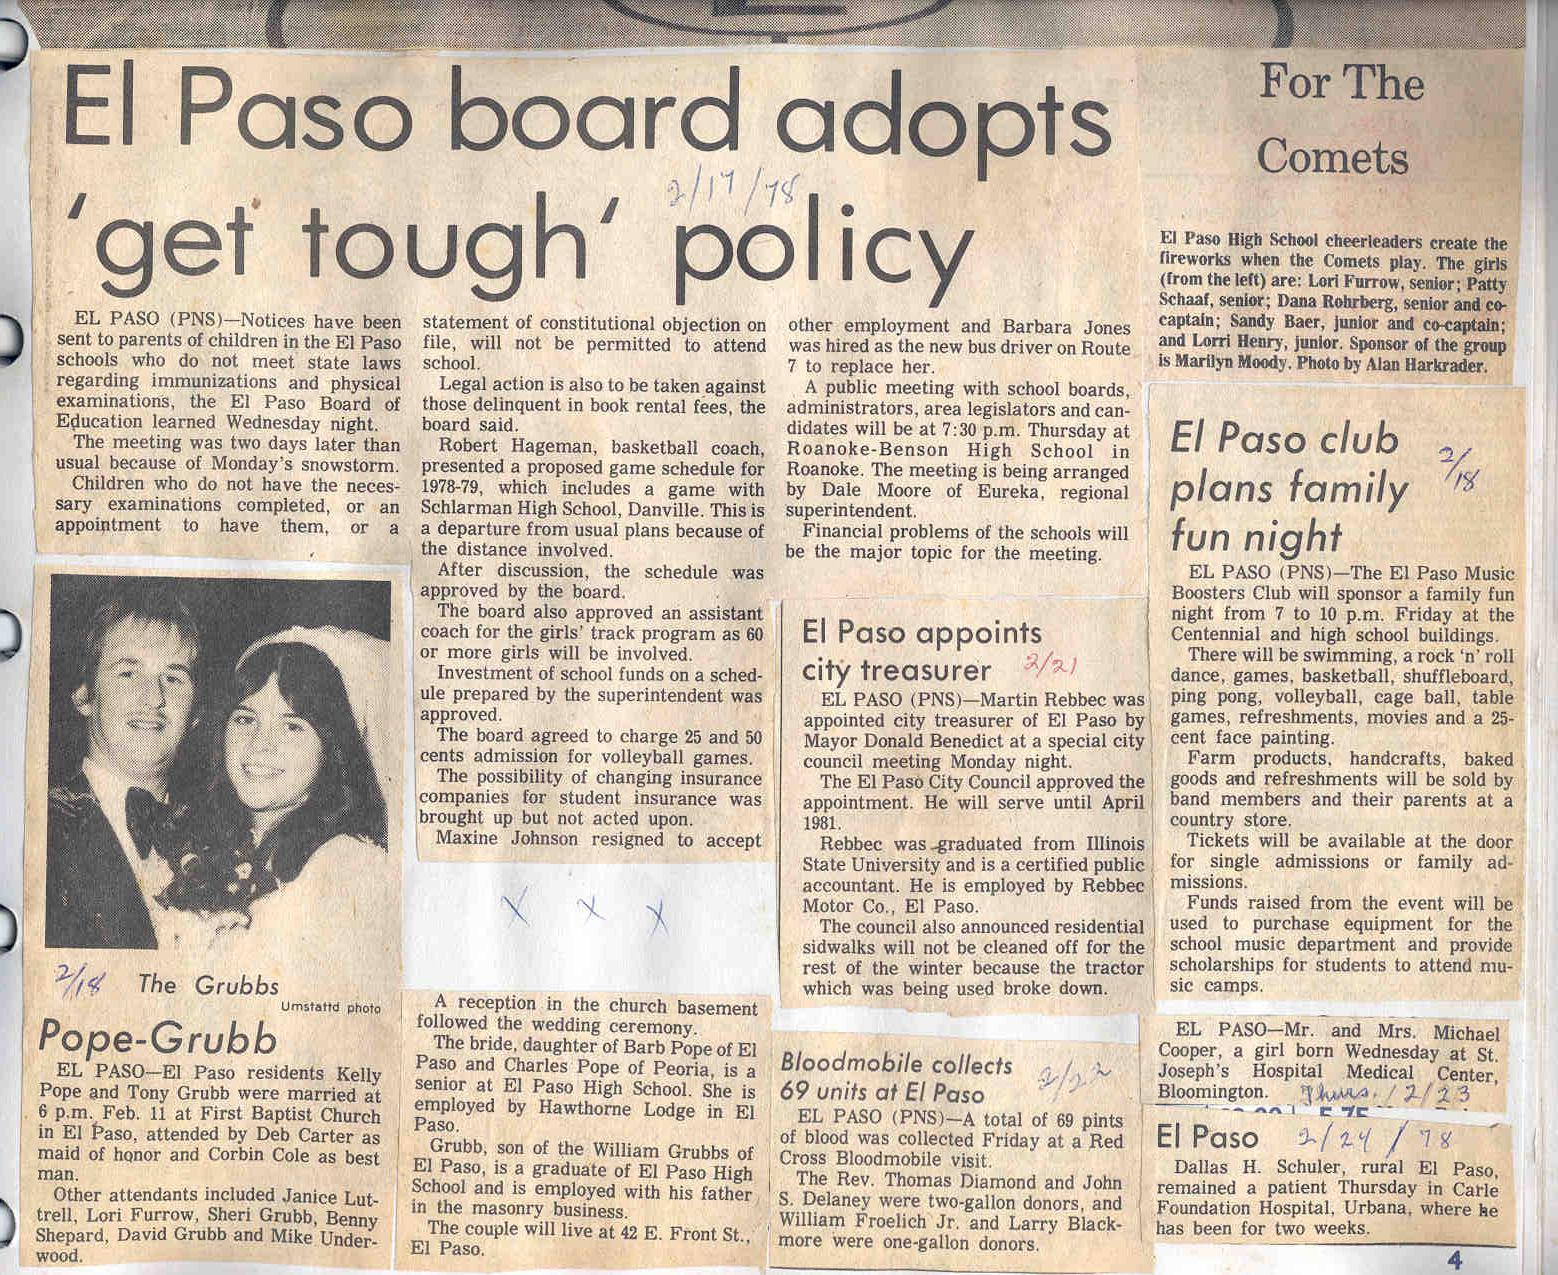 El Paso board adopts
'get tough' policy
2/17/78
EL PASO (PNS)—Notices have been
sent to parents of children in the El Paso
schools who do not meet state laws
regarding immunizations and physical
examinations, the El Paso Board of
Education learned Wednesday night.
The meeting was two days later than
usual because of Monday's snowstorm.
Children who do not have the neces-
sary examinations completed, or an
appointment to have them, or a
statement of constitutional objection on
file, will not be permitted to attend
school.
Legal action is also to be taken against
those delinquent in book rental fees, the
board said.
Robert Hageman, basketball coach,
presented a proposed game schedule for
1978-79, which includes a game with
Schlarman High School, Danville. This is
a departure from usual plans because of
the distance involved.
After discussion, the schedule was
approved by the board.
The board also approved an assistant
coach for the girls' track program as 60
or more girls will be involved.
Investment of school funds on a sched-
ule prepared by the superintendent was
approved.
The board agreed to charge 25 and 50
cents admission for volleyball games.
The possibility of changing insurance
companies for student insurance was
brought up but not acted upon.
Maxine Johnson resigned to accept
other employment and Barbara Jones
was hired as the new bus driver on Route
7 to replace her.
A public meeting with school boards,
administrators, area legislators and can-
didates will be at 7:30 p.m. Thursday at
Roanoke-Benson High School in
Roanoke. The meeting is being arranged
by Dale Moore of Eureka, regional
superintendent.
Financial problems of the schools will
be the major topic for the meeting.
For The
Comets
El Paso High School cheerleaders create the
fireworks when the Comets play. The girls
(from the left) are: Lori Furrow, senior; Patty
Schaaf, senior; Dana Rohrberg, senior and co-
captain; Sandy Baer, junior and co-captain;
and Lorri Henry, junior. Sponsor of the group
is Marilyn Moody. Photo by Alan Harkrader.
El Paso club
plans family
fun night
2/18
EL PASO (PNS)—The El Paso Music
Boosters Club will sponsor a family fun
night from 7 to 10 p.m. Friday at the
Centennial and high school buildings.
There will be swimming, a rock 'n' roll
dance, games, basketball, shuffleboard,
ping pong, volleyball, cage ball, table
games, refreshments, movies and a 25-
cent face painting.
Farm products, handcrafts, baked
goods and refreshments will be sold by
band members and their parents at a
country store.
Tickets will be available at the door
for single admissions or family ad-
missions.
Funds raised from the event will be
used to purchase equipment for the
school music department and provide
scholarships for students to attend mu-
sic camps.
El Paso appoints
city treasurer
2/21
EL PASO (PNS)—Martin Rebbec was
appointed city treasurer of El Paso by
Mayor Donald Benedict at a special city
council meeting Monday night.
The El Paso City Council approved the
appointment. He will serve until April
1981.
Rebbec was graduated from Illinois
State University and is a certified public
accountant. He is employed by Rebbec
Motor Co., El Paso.
The council also announced residential
sidwalks will not be cleaned off for the
rest of the winter because the tractor
which was being used broke down.
X X X
2/18
The Grubbs
Umstattd photo
Pope-Grubb
EL PASO—El Paso residents Kelly
Pope and Tony Grubb were married at
6 p.m. Feb. 11 at First Baptist Church
in El Paso, attended by Deb Carter as
maid of honor and Corbin Cole as best
man.
Other attendants included Janice Lut-
trell, Lori Furrow, Sheri Grubb, Benny
Shepard, David Grubb and Mike Under-
wood.
A reception in the church basement
followed the wedding ceremony.
The bride, daughter of Barb Pope of El
Paso and Charles Pope of Peoria, is a
senior at El Paso High School. She is
employed by Hawthorne Lodge in El
Paso.
Grubb, son of the William Grubbs of
El Paso, is a graduate of El Paso High
School and is employed with his father
in the masonry business.
The couple will live at 42 E. Front St.,
El Paso.
Bloodmobile collects
69 units at El Paso
2/22
EL PASO (PNS)—A total of 69 pints
of blood was collected Friday at a Red
Cross Bloodmobile visit.
The Rev. Thomas Diamond and John
S. Delaney were two-gallon donors, and
William Froelich Jr. and Larry Black-
more were one-gallon donors.
EL PASO—Mr. and Mrs. Michael
Cooper, a girl born Wednesday at St.
Joseph's Hospital Medical Center,
Bloomington. Thurs. / 2/23
El Paso 2/24/78
Dallas H. Schuler, rural El Paso,
remained a patient Thursday in Carle
Foundation Hospital, Urbana, where he
has been for two weeks.
4